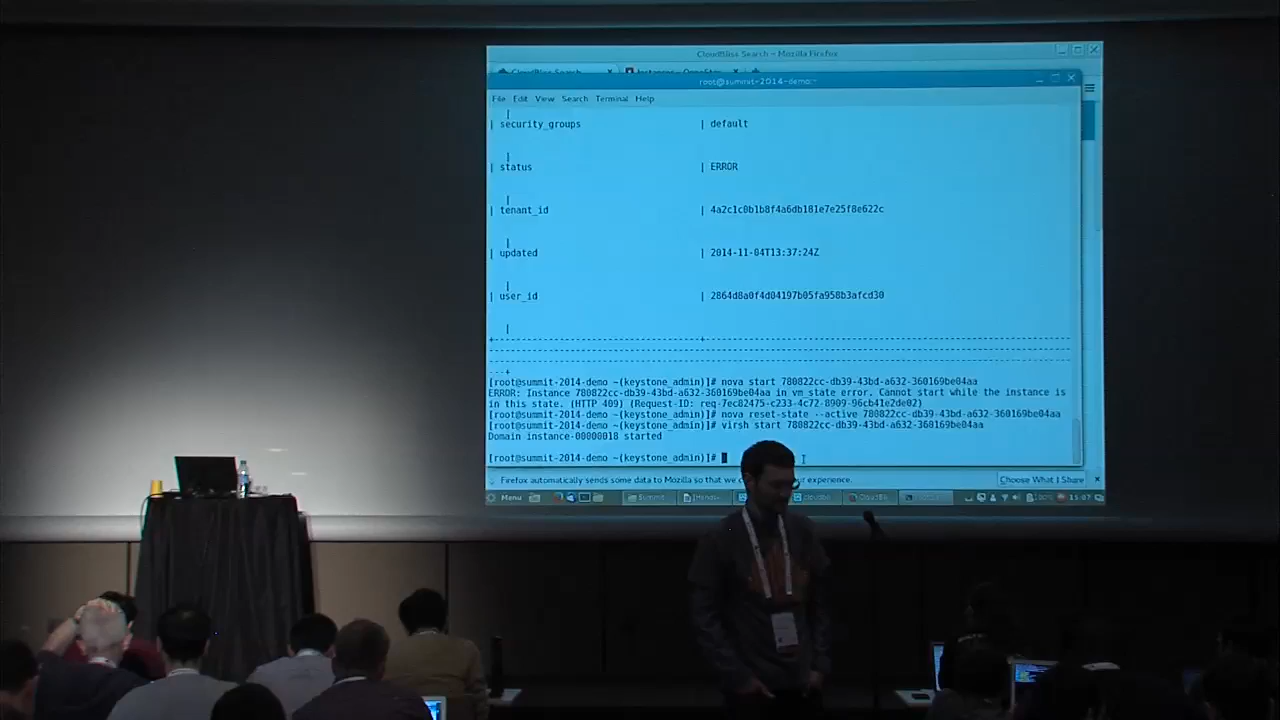 CloudBliss Search - Mozilla Firefox
root@summit-2014-demo:~
File Edit View Search Terminal Help
|
| security_groups | default
|
| status | ERROR
|
| tenant_id | 4a2c1c0b1b8f4a6db181e7e25f8e622c
|
| updated | 2014-11-04T13:37:24Z
|
| user_id | 2864d8a0f4d04197b05fa958b3afcd30
|
[root@summit-2014-demo ~(keystone_admin)]# nova start 780822cc-db39-43bd-a632-360169be04aa
ERROR: Instance 780822cc-db39-43bd-a632-360169be04aa in vm_state error. Cannot start while the instance is
in this state. (HTTP 409) (Request-ID: req-7ec82475-c233-4c72-8909-96cb41e2de02)
[root@summit-2014-demo ~(keystone_admin)]# nova reset-state --active 780822cc-db39-43bd-a632-360169be04aa
[root@summit-2014-demo ~(keystone_admin)]# virsh start 780822cc-db39-43bd-a632-360169be04aa
Domain instance-00000018 started
[root@summit-2014-demo ~(keystone_admin)]#
Firefox automatically sends some data to Mozilla so that we experience. Choose What I Share
Menu Summit 15:07